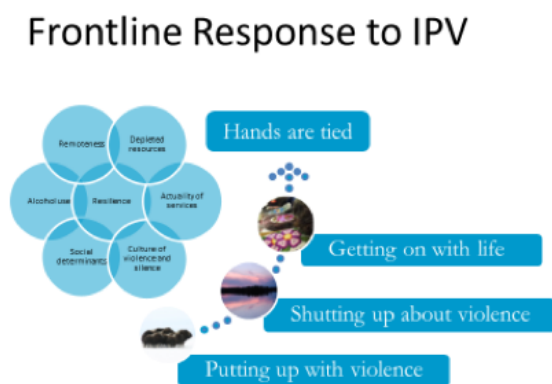 Frontline Response to IPV
Remoteness
Depleted
resources
Alcohol use
Resilience
Actuality of
services
Social
determinants
Culture of
violence and
silence
Hands are tied
Getting on with life
Shutting up about violence
Putting up with violence